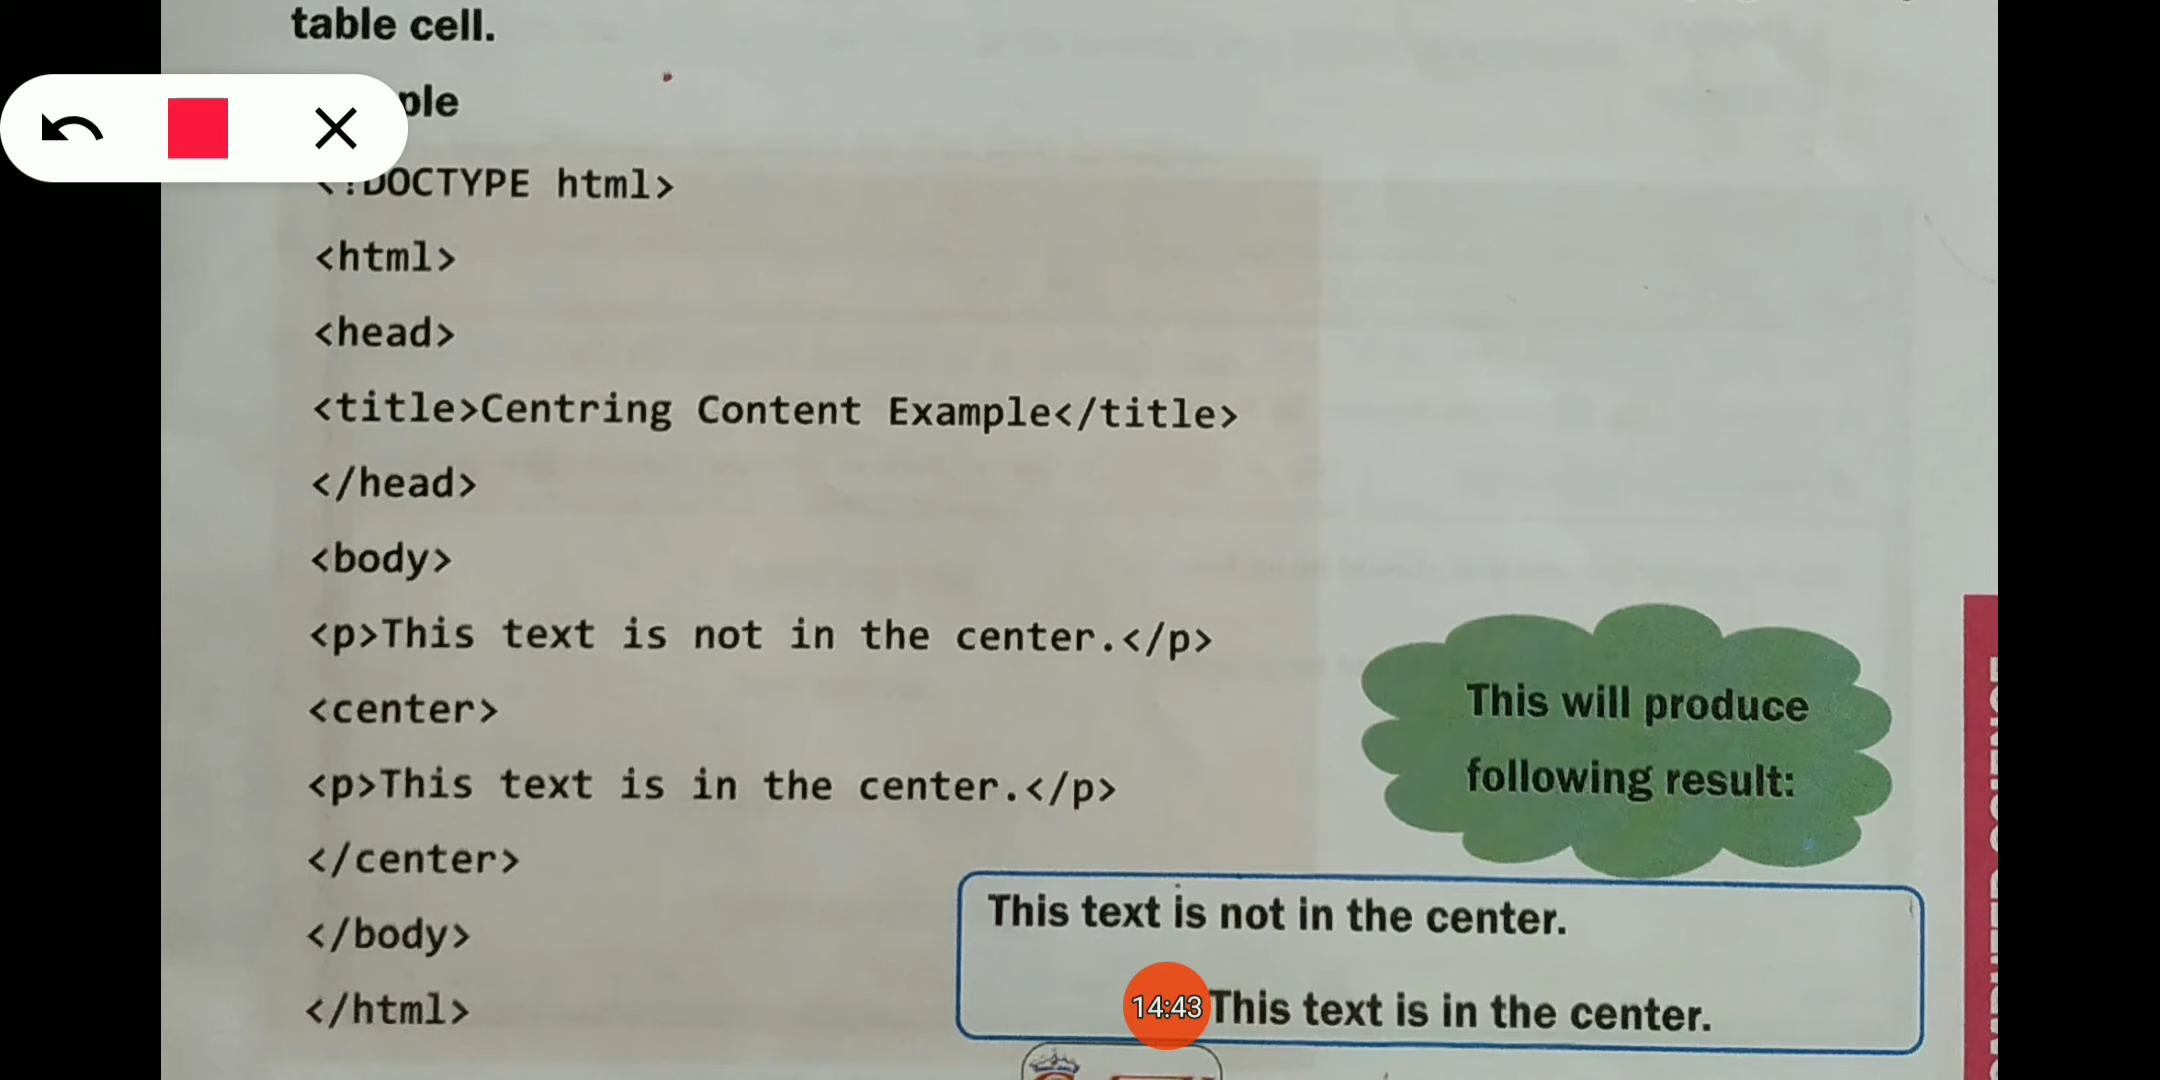 table cell.
ple
<!DOCTYPE html>
<html>
<head>
<title>Centring Content Example</title>
</head>
<body>
<p>This text is not in the center.</p>
<center>
<p>This text is in the center.</p>
</center>
</body>
</html>
This will produce
following result:
This text is not in the center.
14:43
This text is in the center.